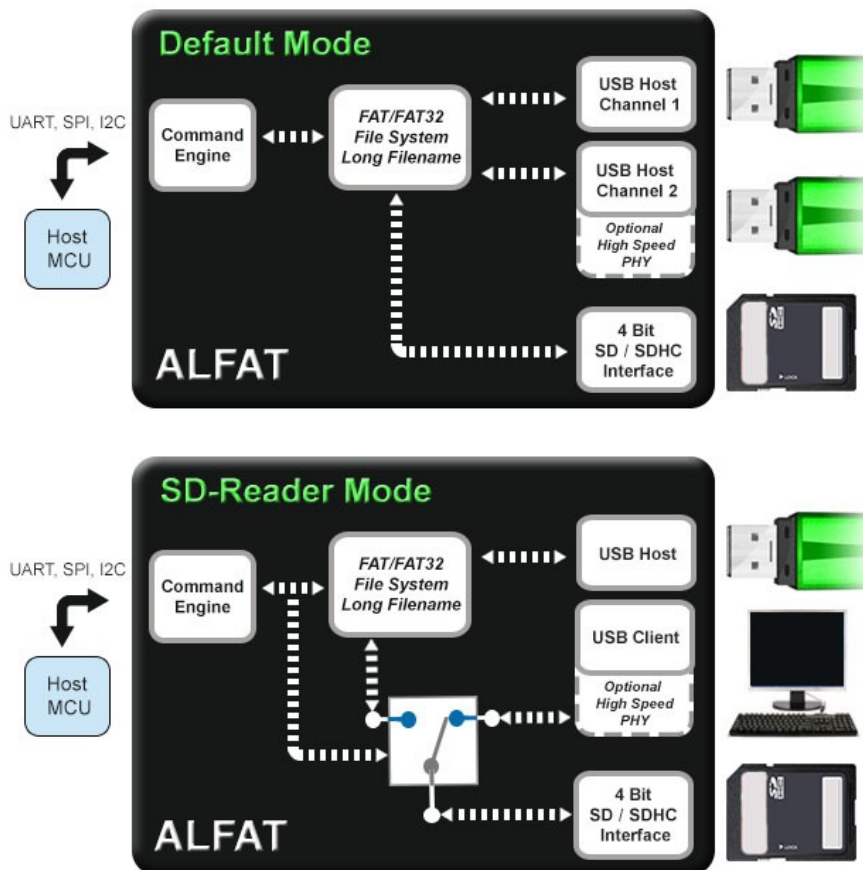 Default Mode
UART, SPI, I2C
Host
MCU
Command
Engine
FAT/FAT32
File System
Long Filename
USB Host
Channel 1
USB Host
Channel 2
Optional
High Speed
PHY
4 Bit
SD / SDHC
Interface
ALFAT
LOCK
SD-Reader Mode
UART, SPI, I2C
Host
MCU
Command
Engine
FAT/FAT32
File System
Long Filename
USB Host
USB Client
Optional
High Speed
PHY
4 Bit
SD / SDHC
Interface
ALFAT
LOCK